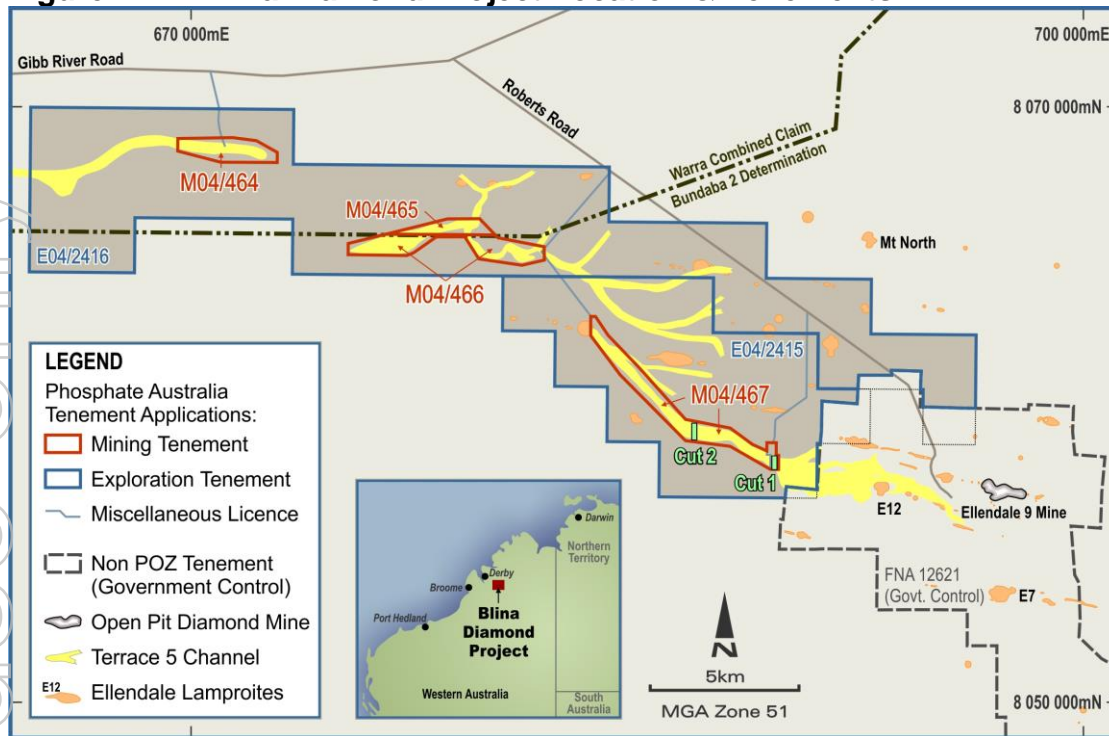 670 000mE
700 000mE
Gibb River Road
Roberts Road
8 070 000mN
Warra Combined Claim
Bundaba 2 Determination
M04/464
M04/465
Mt North
E04/2416
M04/466
E04/2415
M04/467
Cut 2
Cut 1
E12
Ellendale 9 Mine
FNA 12621
(Govt. Control)
E7
LEGEND
Phosphate Australia
Tenement Applications:
Mining Tenement
Exploration Tenement
Miscellaneous Licence
Non POZ Tenement
(Government Control)
Open Pit Diamond Mine
Terrace 5 Channel
E12
Ellendale Lamproites
Darwin
Northern
Territory
Derby
Broome
Port Hedland
Blina
Diamond
Project
Western Australia
South
Australia
N
5km
MGA Zone 51
8 050 000mN